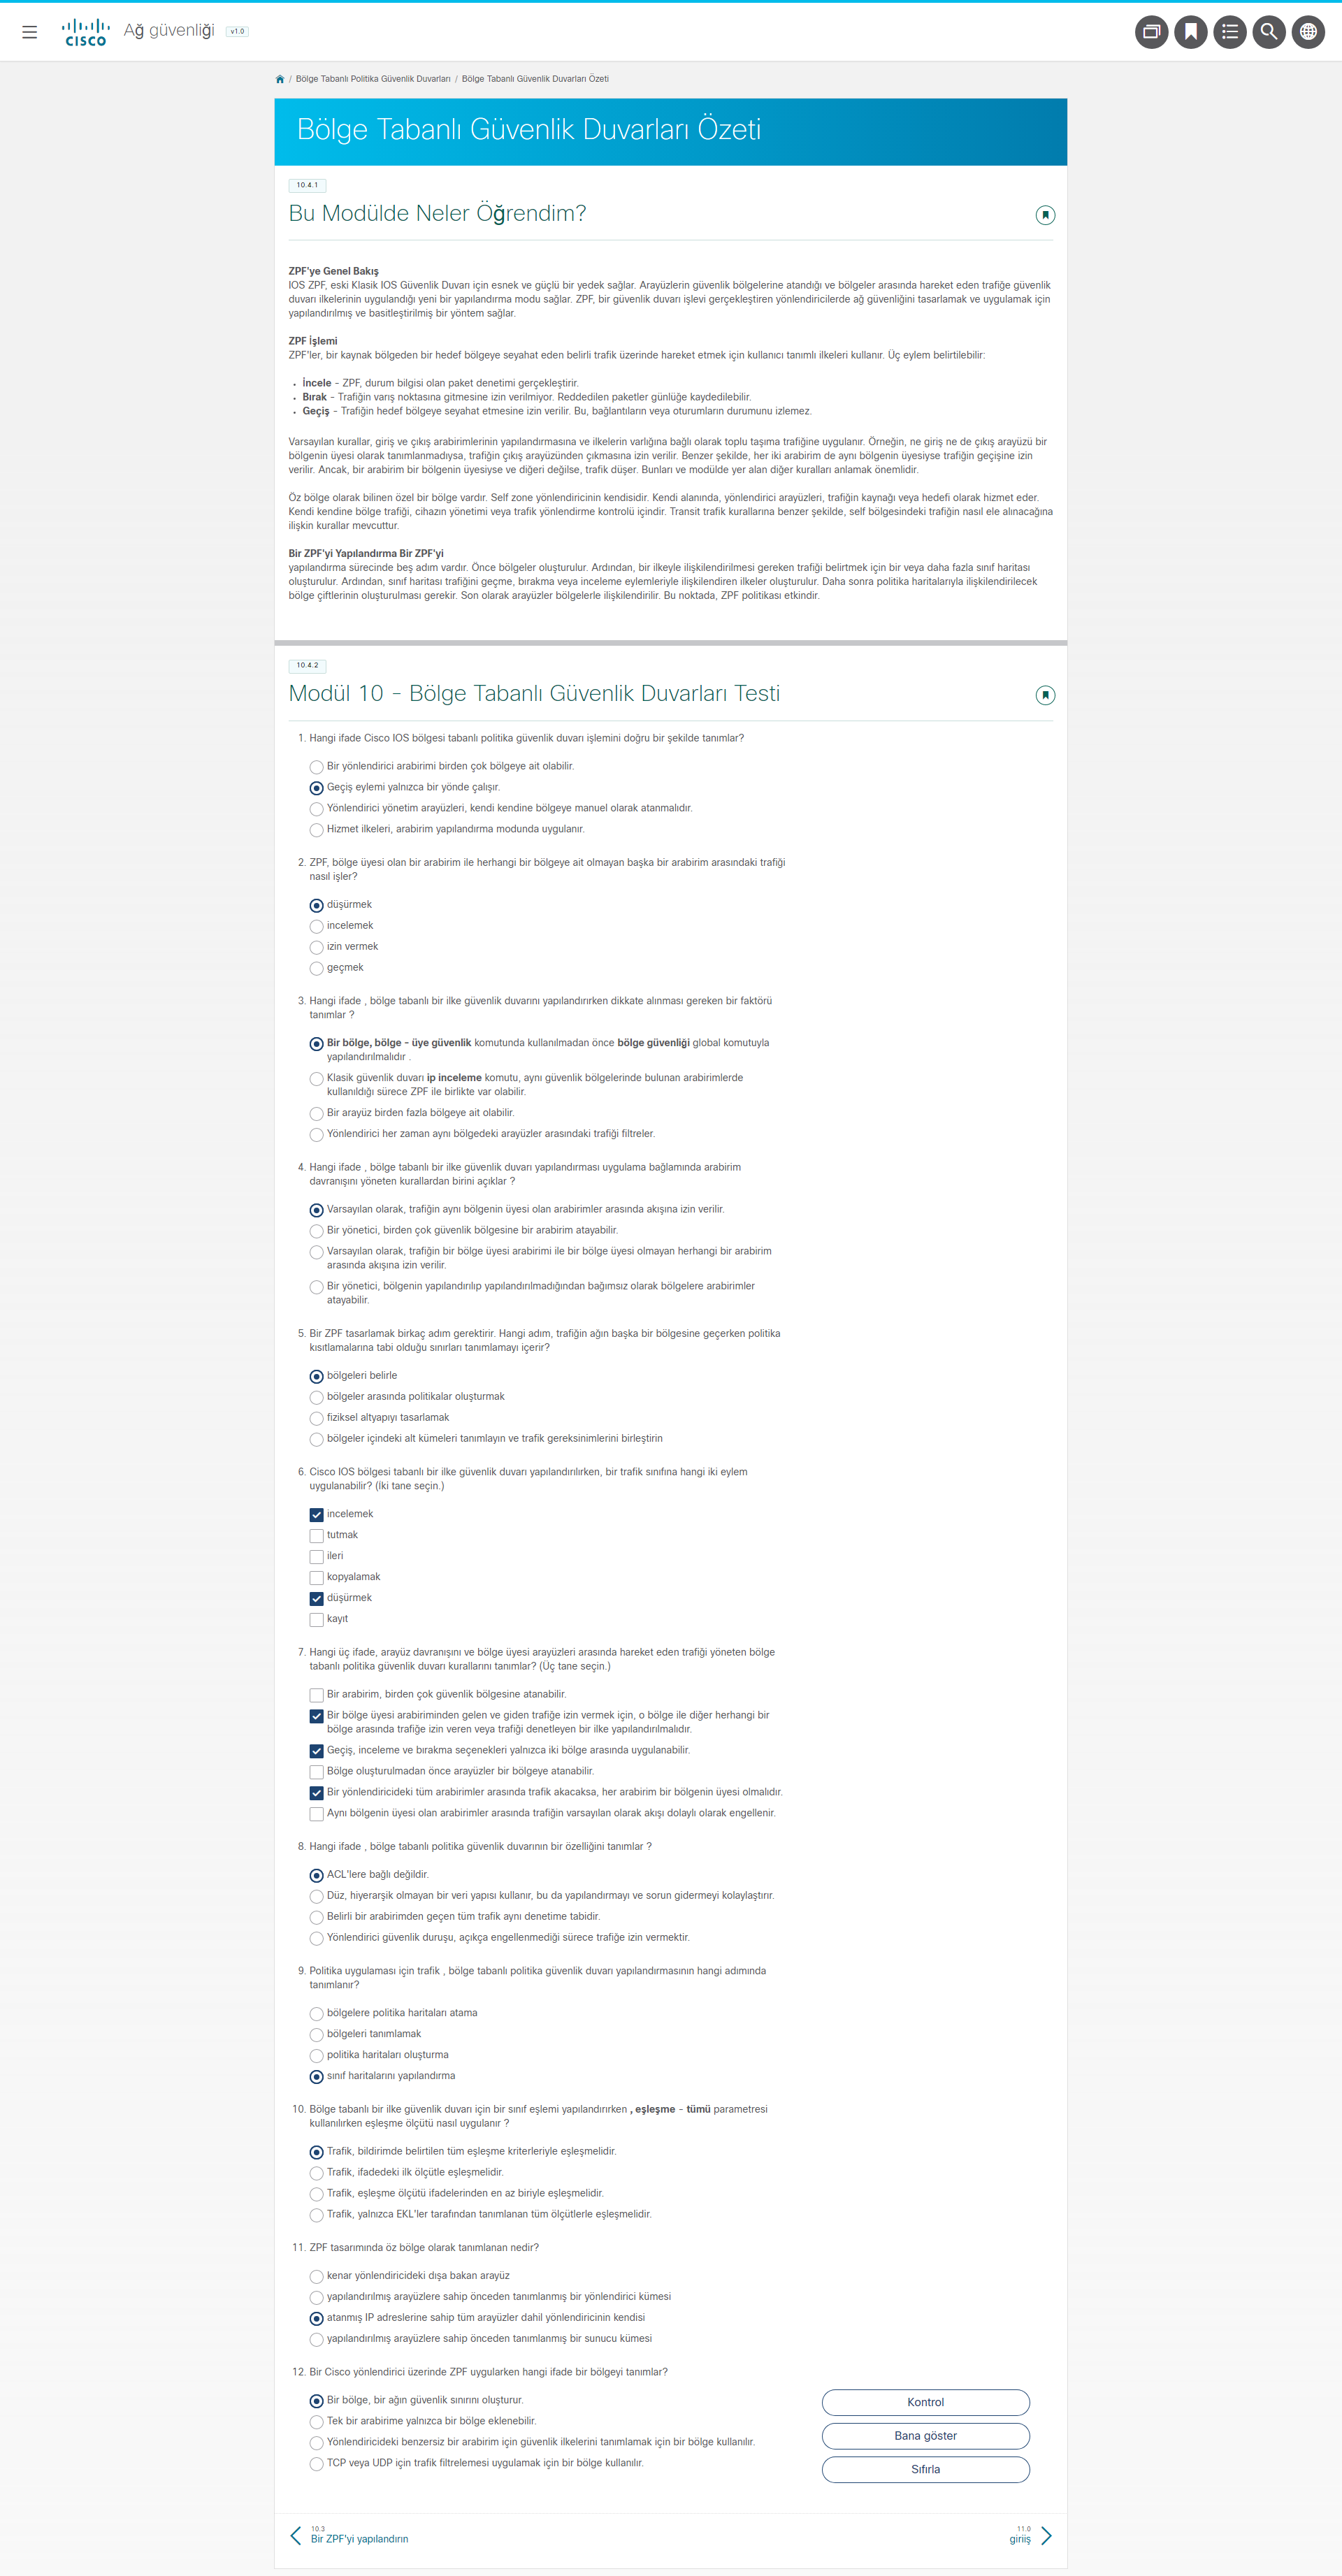 CISCO
Ağ güvenliği v1.0
/ Bölge Tabanlı Politika Güvenlik Duvarları / Bölge Tabanlı Güvenlik Duvarları Özeti
Bölge Tabanlı Güvenlik Duvarları Özeti
10.4.1
Bu Modülde Neler Öğrendim?
ZPF'ye Genel Bakış
IOS ZPF, eski Klasik IOS Güvenlik Duvarı için esnek ve güçlü bir yedek sağlar. Arayüzlerin güvenlik bölgelerine atandığı ve bölgeler arasında hareket eden trafiğe güvenlik
duvarı ilkelerinin uygulandığı yeni bir yapılandırma modu sağlar. ZPF, bir güvenlik duvarı işlevi gerçekleştiren yönlendiricilerde ağ güvenliğini tasarlamak ve uygulamak için
yapılandırılmış ve basitleştirilmiş bir yöntem sağlar.
ZPF İşlemi
ZPF'ler, bir kaynak bölgeden bir hedef bölgeye seyahat eden belirli trafik üzerinde hareket etmek için kullanıcı tanımlı ilkeleri kullanır. Üç eylem belirtilebilir:
• İncele - ZPF, durum bilgisi olan paket denetimi gerçekleştirir.
• Bırak - Trafiğin varış noktasına gitmesine izin verilmiyor. Reddedilen paketler günlüğe kaydedilebilir.
• Geçiş - Trafiğin hedef bölgeye seyahat etmesine izin verilir. Bu, bağlantıların veya oturumların durumunu izlemez.
Varsayılan kurallar, giriş ve çıkış arabirimlerinin yapılandırmasına ve ilkelerin varlığına bağlı olarak toplu taşıma trafiğine uygulanır. Örneğin, ne giriş ne de çıkış arayüzü bir
bölgenin üyesi olarak tanımlanmadıysa, trafiğin çıkış arayüzünden çıkmasına izin verilir. Benzer şekilde, her iki arabirim de aynı bölgenin üyesiyse trafiğin geçişine izin
verilir. Ancak, bir arabirim bir bölgenin üyesiyse ve diğeri değilse, trafik düşer. Bunları ve modülde yer alan diğer kuralları anlamak önemlidir.
Öz bölge olarak bilinen özel bir bölge vardır. Self zone yönlendiricinin kendisidir. Kendi alanında, yönlendirici arayüzleri, trafiğin kaynağı veya hedefi olarak hizmet eder.
Kendi kendine bölge trafiği, cihazın yönetimi veya trafik yönlendirme kontrolü içindir. Transit trafik kurallarına benzer şekilde, self bölgesindeki trafiğin nasıl ele alınacağına
ilişkin kurallar mevcuttur.
Bir ZPF'yi Yapılandırma Bir ZPF'yi
yapılandırma sürecinde beş adım vardır. Önce bölgeler oluşturulur. Ardından, bir ilkeyle ilişkilendirilmesi gereken trafiği belirtmek için bir veya daha fazla sınıf haritası
oluşturulur. Ardından, sınıf haritası trafiğini geçme, bırakma veya inceleme eylemleriyle ilişkilendiren ilkeler oluşturulur. Daha sonra politika haritalarıyla ilişkilendirilecek
bölge çiftlerinin oluşturulması gerekir. Son olarak arayüzler bölgelerle ilişkilendirilir. Bu noktada, ZPF politikası etkindir.
10.4.2
Modül 10 - Bölge Tabanlı Güvenlik Duvarları Testi
1. Hangi ifade Cisco IOS bölgesi tabanlı politika güvenlik duvarı işlemini doğru bir şekilde tanımlar?
Bir yönlendirici arabirimi birden çok bölgeye ait olabilir.
Geçiş eylemi yalnızca bir yönde çalışır.
Yönlendirici yönetim arayüzleri, kendi kendine bölgeye manuel olarak atanmalıdır.
Hizmet ilkeleri, arabirim yapılandırma modunda uygulanır.
2. ZPF, bölge üyesi olan bir arabirim ile herhangi bir bölgeye ait olmayan başka bir arabirim arasındaki trafiği
nasıl işler?
düşürmek
incelemek
izin vermek
geçmek
3. Hangi ifade , bölge tabanlı bir ilke güvenlik duvarını yapılandırırken dikkate alınması gereken bir faktörü
tanımlar ?
Bir bölge, bölge - üye güvenlik komutunda kullanılmadan önce bölge güvenliği global komutuyla
yapılandırılmalıdır .
Klasik güvenlik duvarı ip inceleme komutu, aynı güvenlik bölgelerinde bulunan arabirimlerde
kullanıldığı sürece ZPF ile birlikte var olabilir.
Bir arayüz birden fazla bölgeye ait olabilir.
Yönlendirici her zaman aynı bölgedeki arayüzler arasındaki trafiği filtreler.
4. Hangi ifade , bölge tabanlı bir ilke güvenlik duvarı yapılandırması uygulama bağlamında arabirim
davranışını yöneten kurallardan birini açıklar ?
Varsayılan olarak, trafiğin aynı bölgenin üyesi olan arabirimler arasında akışına izin verilir.
Bir yönetici, birden çok güvenlik bölgesine bir arabirim atayabilir.
Varsayılan olarak, trafiğin bir bölge üyesi arabirimi ile bir bölge üyesi olmayan herhangi bir arabirim
arasında akışına izin verilir.
Bir yönetici, bölgenin yapılandırılıp yapılandırılmadığından bağımsız olarak bölgelere arabirimler
atayabilir.
5. Bir ZPF tasarlamak birkaç adım gerektirir. Hangi adım, trafiğin ağın başka bir bölgesine geçerken politika
kısıtlamalarına tabi olduğu sınırları tanımlamayı içerir?
bölgeleri belirle
bölgeler arasında politikalar oluşturmak
fiziksel altyapıyı tasarlamak
bölgeler içindeki alt kümeleri tanımlayın ve trafik gereksinimlerini birleştirin
6. Cisco IOS bölgesi tabanlı bir ilke güvenlik duvarı yapılandırılırken, bir trafik sınıfına hangi iki eylem
uygulanabilir? (İki tane seçin.)
incelemek
tutmak
ileri
kopyalamak
düşürmek
kayıt
7. Hangi üç ifade, arayüz davranışını ve bölge üyesi arayüzleri arasında hareket eden trafiği yöneten bölge
tabanlı politika güvenlik duvarı kurallarını tanımlar? (Üç tane seçin.)
Bir arabirim, birden çok güvenlik bölgesine atanabilir.
Bir bölge üyesi arabiriminden gelen ve giden trafiğe izin vermek için, o bölge ile diğer herhangi bir
bölge arasında trafiğe izin veren veya trafiği denetleyen bir ilke yapılandırılmalıdır.
Geçiş, inceleme ve bırakma seçenekleri yalnızca iki bölge arasında uygulanabilir.
Bölge oluşturulmadan önce arayüzler bir bölgeye atanabilir.
Bir yönlendiricideki tüm arabirimler arasında trafik akacaksa, her arabirim bir bölgenin üyesi olmalıdır.
Aynı bölgenin üyesi olan arabirimler arasında trafiğin varsayılan olarak akışı dolaylı olarak engellenir.
8. Hangi ifade , bölge tabanlı politika güvenlik duvarının bir özelliğini tanımlar ?
ACL'lere bağlı değildir.
Düz, hiyerarşik olmayan bir veri yapısı kullanır, bu da yapılandırmayı ve sorun gidermeyi kolaylaştırır.
Belirli bir arabirimden geçen tüm trafik aynı denetime tabidir.
Yönlendirici güvenlik duruşu, açıkça engellenmediği sürece trafiğe izin vermektir.
9. Politika uygulaması için trafik , bölge tabanlı politika güvenlik duvarı yapılandırmasının hangi adımında
tanımlanır?
bölgelere politika haritaları atama
bölgeleri tanımlamak
politika haritaları oluşturma
sınıf haritalarını yapılandırma
10. Bölge tabanlı bir ilke güvenlik duvarı için bir sınıf eşlemi yapılandırırken , eşleşme - tümü parametresi
kullanılırken eşleşme ölçütü nasıl uygulanır ?
Trafik, bildirimde belirtilen tüm eşleşme kriterleriyle eşleşmelidir.
Trafik, ifadedeki ilk ölçütle eşleşmelidir.
Trafik, eşleşme ölçütü ifadelerinden en az biriyle eşleşmelidir.
Trafik, yalnızca EKL'ler tarafından tanımlanan tüm ölçütlerle eşleşmelidir.
11. ZPF tasarımında öz bölge olarak tanımlanan nedir?
kenar yönlendiricideki dışa bakan arayüz
yapılandırılmış arayüzlere sahip önceden tanımlanmış bir yönlendirici kümesi
atanmış IP adreslerine sahip tüm arayüzler dahil yönlendiricinin kendisi
yapılandırılmış arayüzlere sahip önceden tanımlanmış bir sunucu kümesi
12. Bir Cisco yönlendirici üzerinde ZPF uygularken hangi ifade bir bölgeyi tanımlar?
Bir bölge, bir ağın güvenlik sınırını oluşturur.
Tek bir arabirime yalnızca bir bölge eklenebilir.
Yönlendiricideki benzersiz bir arabirim için güvenlik ilkelerini tanımlamak için bir bölge kullanılır.
TCP veya UDP için trafik filtrelemesi uygulamak için bir bölge kullanılır.
Kontrol
Bana göster
Sıfırla
10.3
Bir ZPF'yi yapılandırın
11.0
giriiş